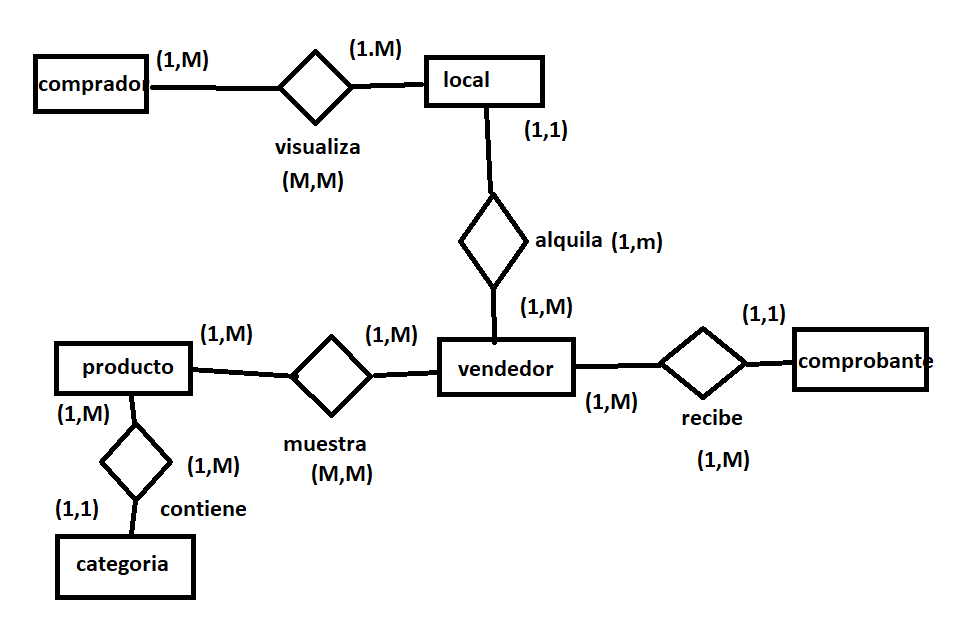 (1,M)
(1.M)
comprador
local
(1,1)
visualiza
(M,M)
alquila (1,m)
(1,M)
(1,M)
(1,M)
(1,1)
producto
vendedor
comprobante
(1,M)
(1,M)
muestra
recibe
(1,M)
(M,M)
(1,M)
(1,1)
contiene
categoria